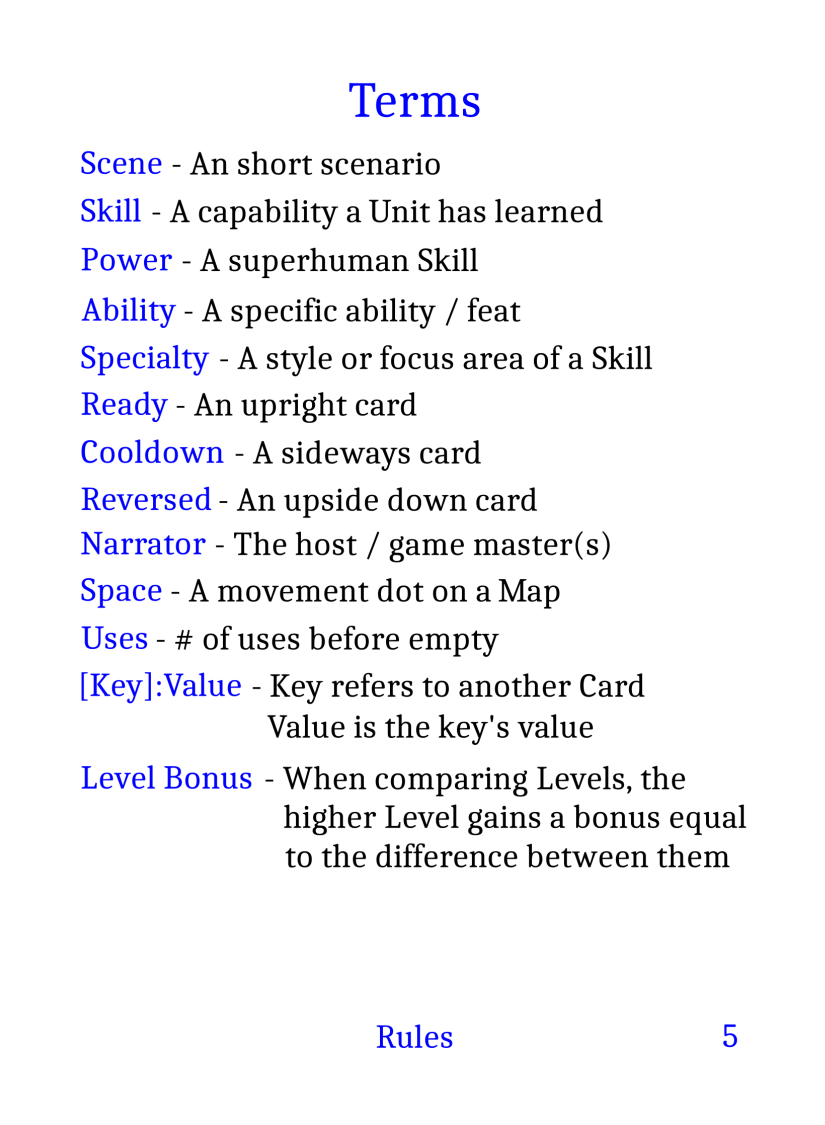 Terms
Scene - An short scenario
Skill - A capability a Unit has learned
Power - A superhuman Skill
Ability - A specific ability / feat
Specialty - A style or focus area of a Skill
Ready - An upright card
Cooldown - A sideways card
Reversed - An upside down card
Narrator - The host / game master(s)
Space - A movement dot on a Map
Uses - # of uses before empty
[Key]:Value - Key refers to another Card
Value is the key's value
Level Bonus - When comparing Levels, the
higher Level gains a bonus equal
to the difference between them
Rules 5